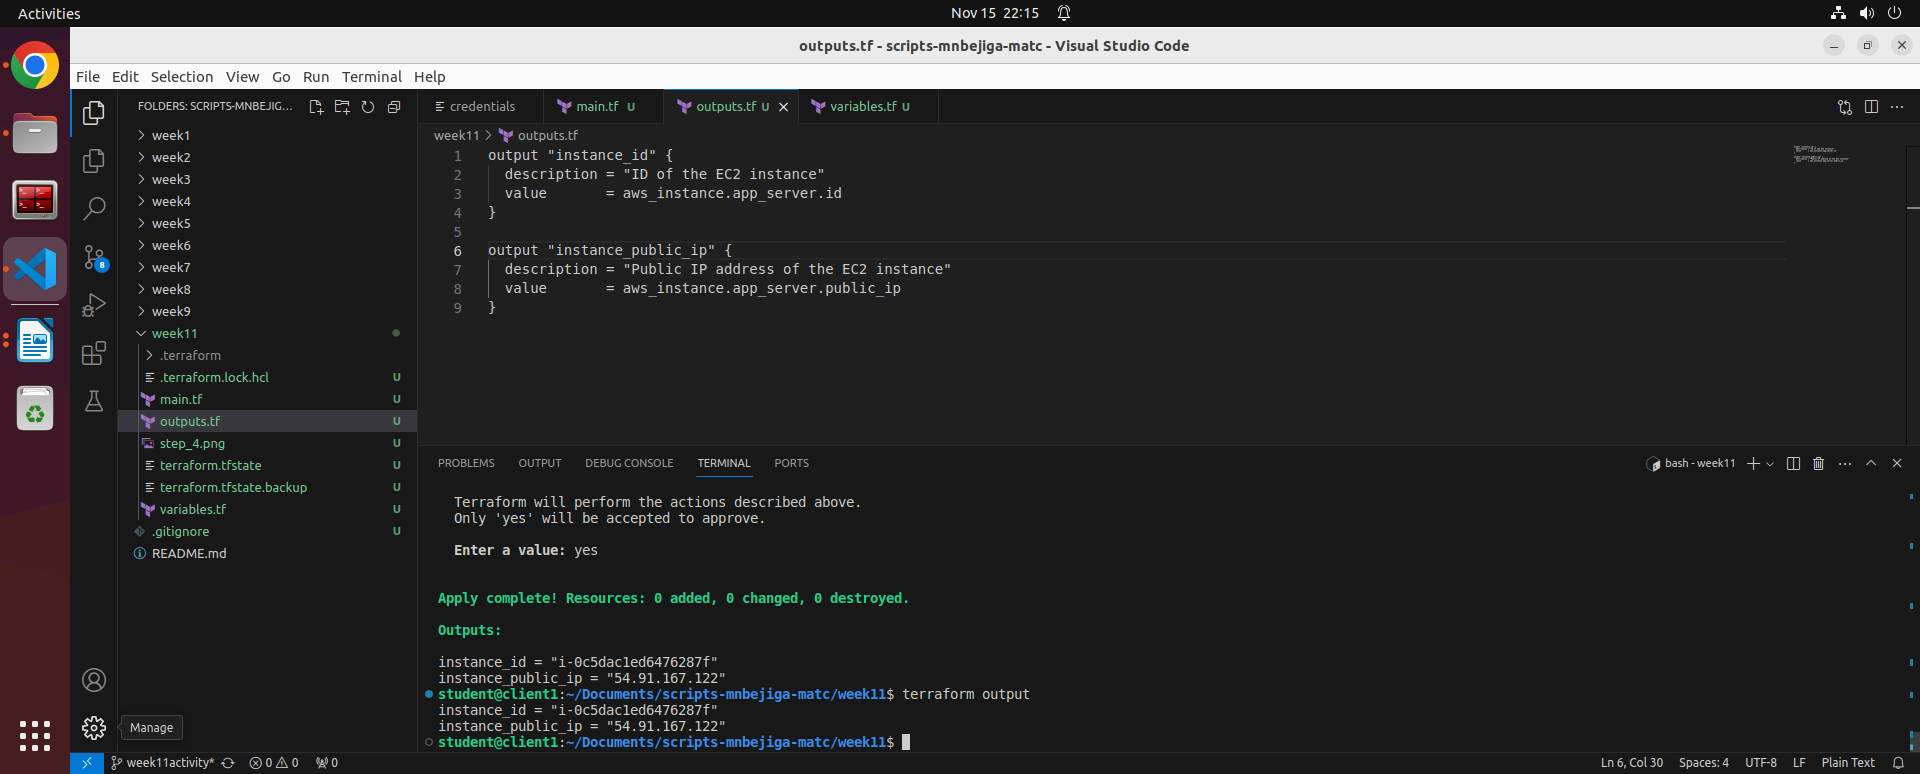 Activities
Nov 15 22:15
outputs.tf - scripts-mnbejiga-matc - Visual Studio Code
File Edit Selection View Go Run Terminal Help
FOLDERS: SCRIPTS-MNBEJIG...
week1
week2
week3
week4
week5
week6
week7
week8
week9
week11
.terraform
.terraform.lock.hcl U
main.tf U
outputs.tf U
step_4.png U
terraform.tfstate U
terraform.tfstate.backup U
variables.tf U
.gitignore U
README.md
8
Manage
credentials main.tf U outputs.tf U variables.tf U
week11 > outputs.tf
1 output "instance_id" {
2 description = "ID of the EC2 instance"
3 value = aws_instance.app_server.id
4 }
5
6 output "instance_public_ip" {
7 description = "Public IP address of the EC2 instance"
8 value = aws_instance.app_server.public_ip
9 }
PROBLEMS OUTPUT DEBUG CONSOLE TERMINAL PORTS
bash - week11
Terraform will perform the actions described above.
Only 'yes' will be accepted to approve.
Enter a value: yes
Apply complete! Resources: 0 added, 0 changed, 0 destroyed.
Outputs:
instance_id = "i-0c5dac1ed6476287f"
instance_public_ip = "54.91.167.122"
student@client1:~/Documents/scripts-mnbejiga-matc/week11$ terraform output
instance_id = "i-0c5dac1ed6476287f"
instance_public_ip = "54.91.167.122"
student@client1:~/Documents/scripts-mnbejiga-matc/week11$
week11activity* 0 0 0
Ln 6, Col 30 Spaces: 4 UTF-8 LF Plain Text